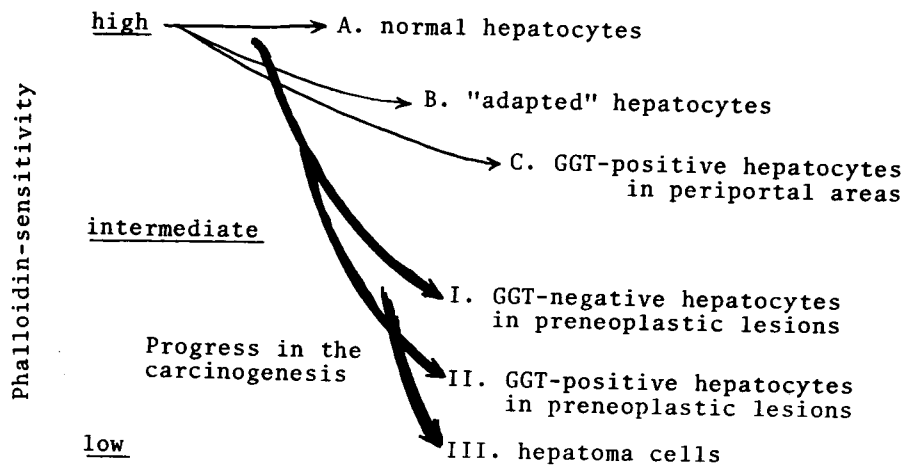 high
A. normal hepatocytes
B. "adapted" hepatocytes
C. GGT-positive hepatocytes
in periportal areas
Phalloidin-sensitivity
intermediate
I. GGT-negative hepatocytes
in preneoplastic lesions
Progress in the
carcinogenesis
II. GGT-positive hepatocytes
in preneoplastic lesions
low
III. hepatoma cells